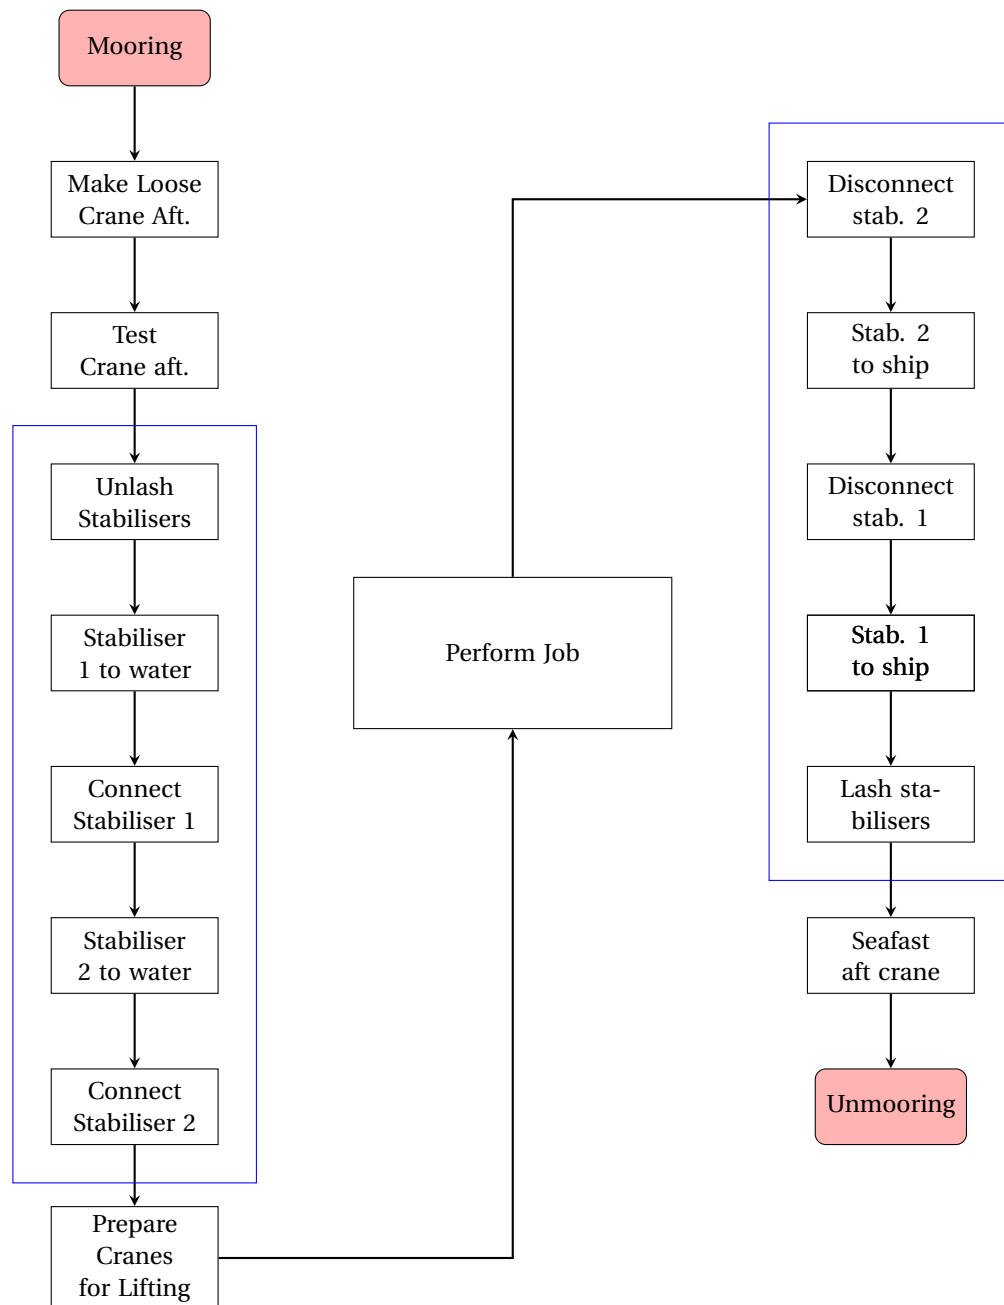 Mooring
Make Loose
Crane Aft.
Test
Crane aft.
Unlash
Stabilisers
Stabiliser
1 to water
Connect
Stabiliser 1
Stabiliser
2 to water
Connect
Stabiliser 2
Prepare
Cranes
for Lifting
Perform Job
Disconnect
stab. 2
Stab. 2
to ship
Disconnect
stab. 1
Stab. 1
to ship
Lash sta-
bilisers
Seafast
aft crane
Unmooring